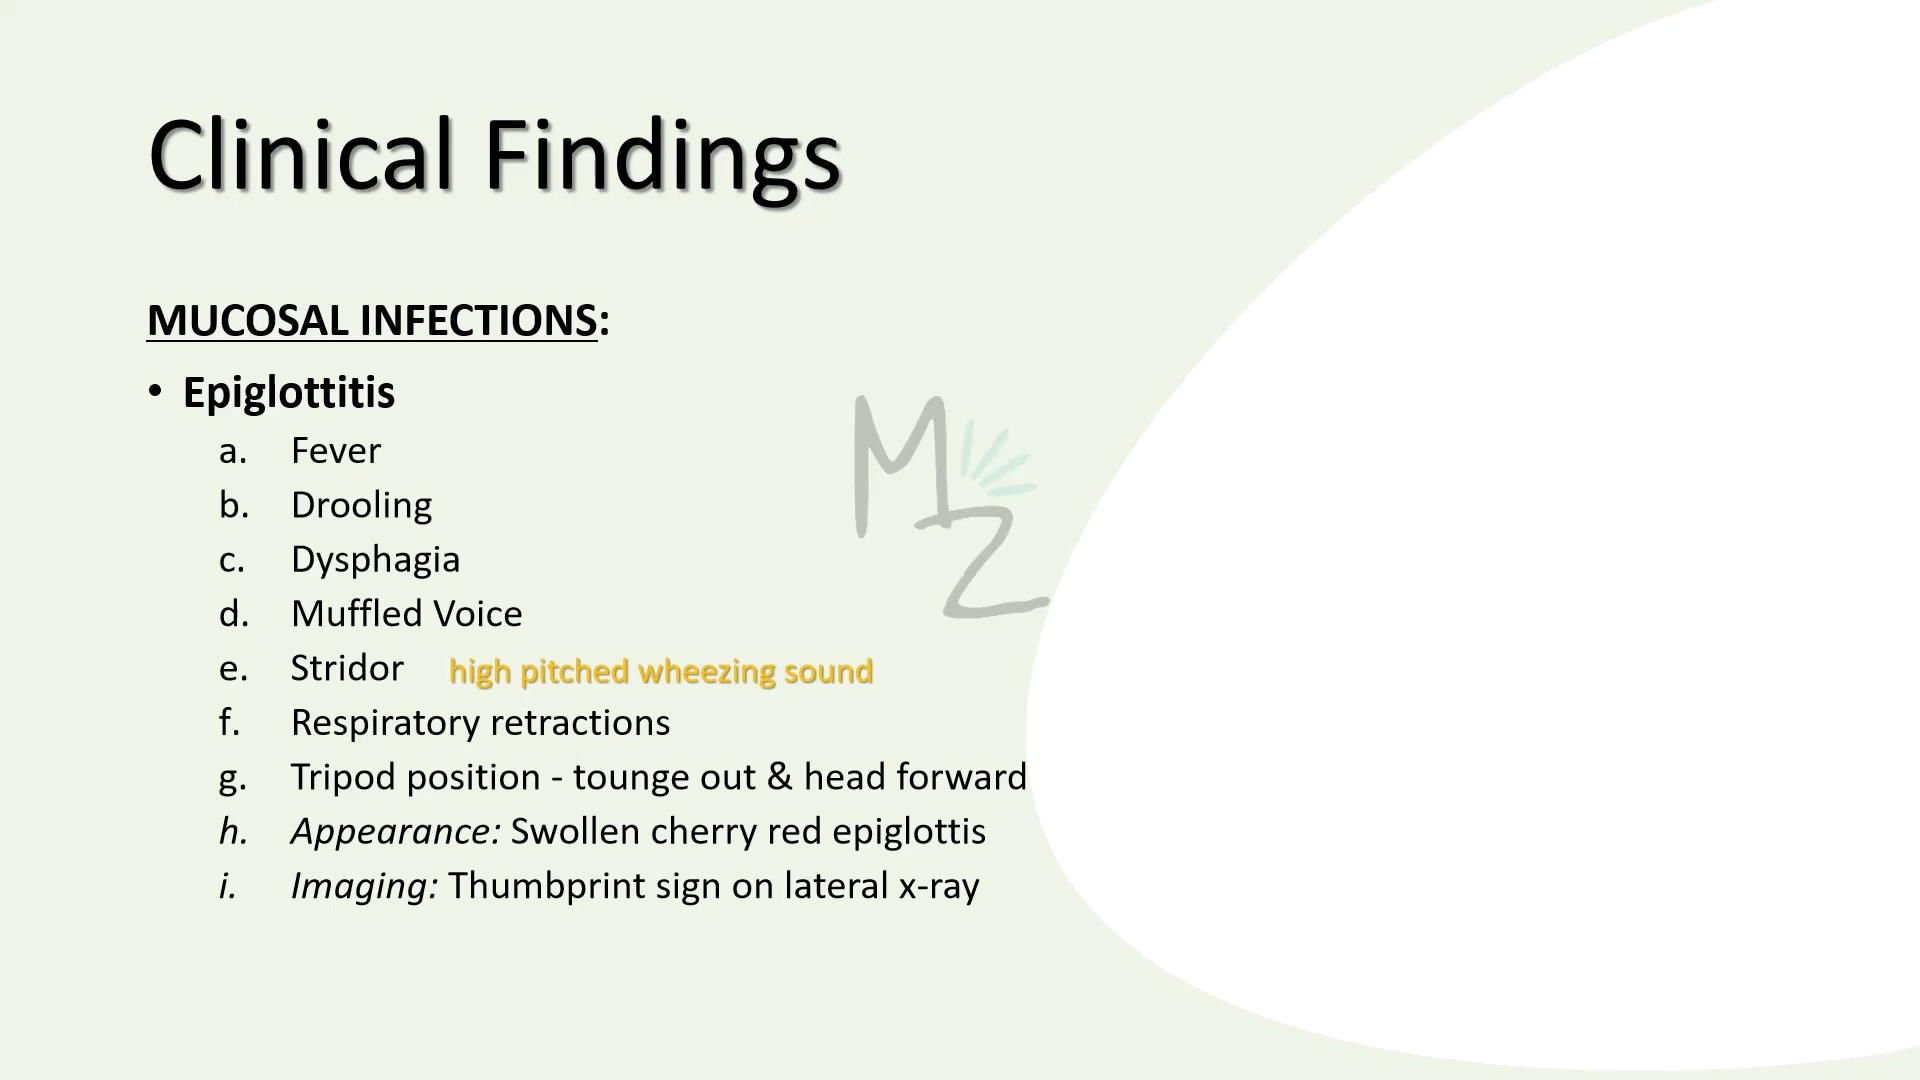 Clinical Findings
MUCOSAL INFECTIONS:
• Epiglottitis
a. Fever
b. Drooling
c. Dysphagia
d. Muffled Voice
e. Stridor high pitched wheezing sound
f. Respiratory retractions
g. Tripod position - tounge out & head forward
h. Appearance: Swollen cherry red epiglottis
i. Imaging: Thumbprint sign on lateral x-ray
MZ